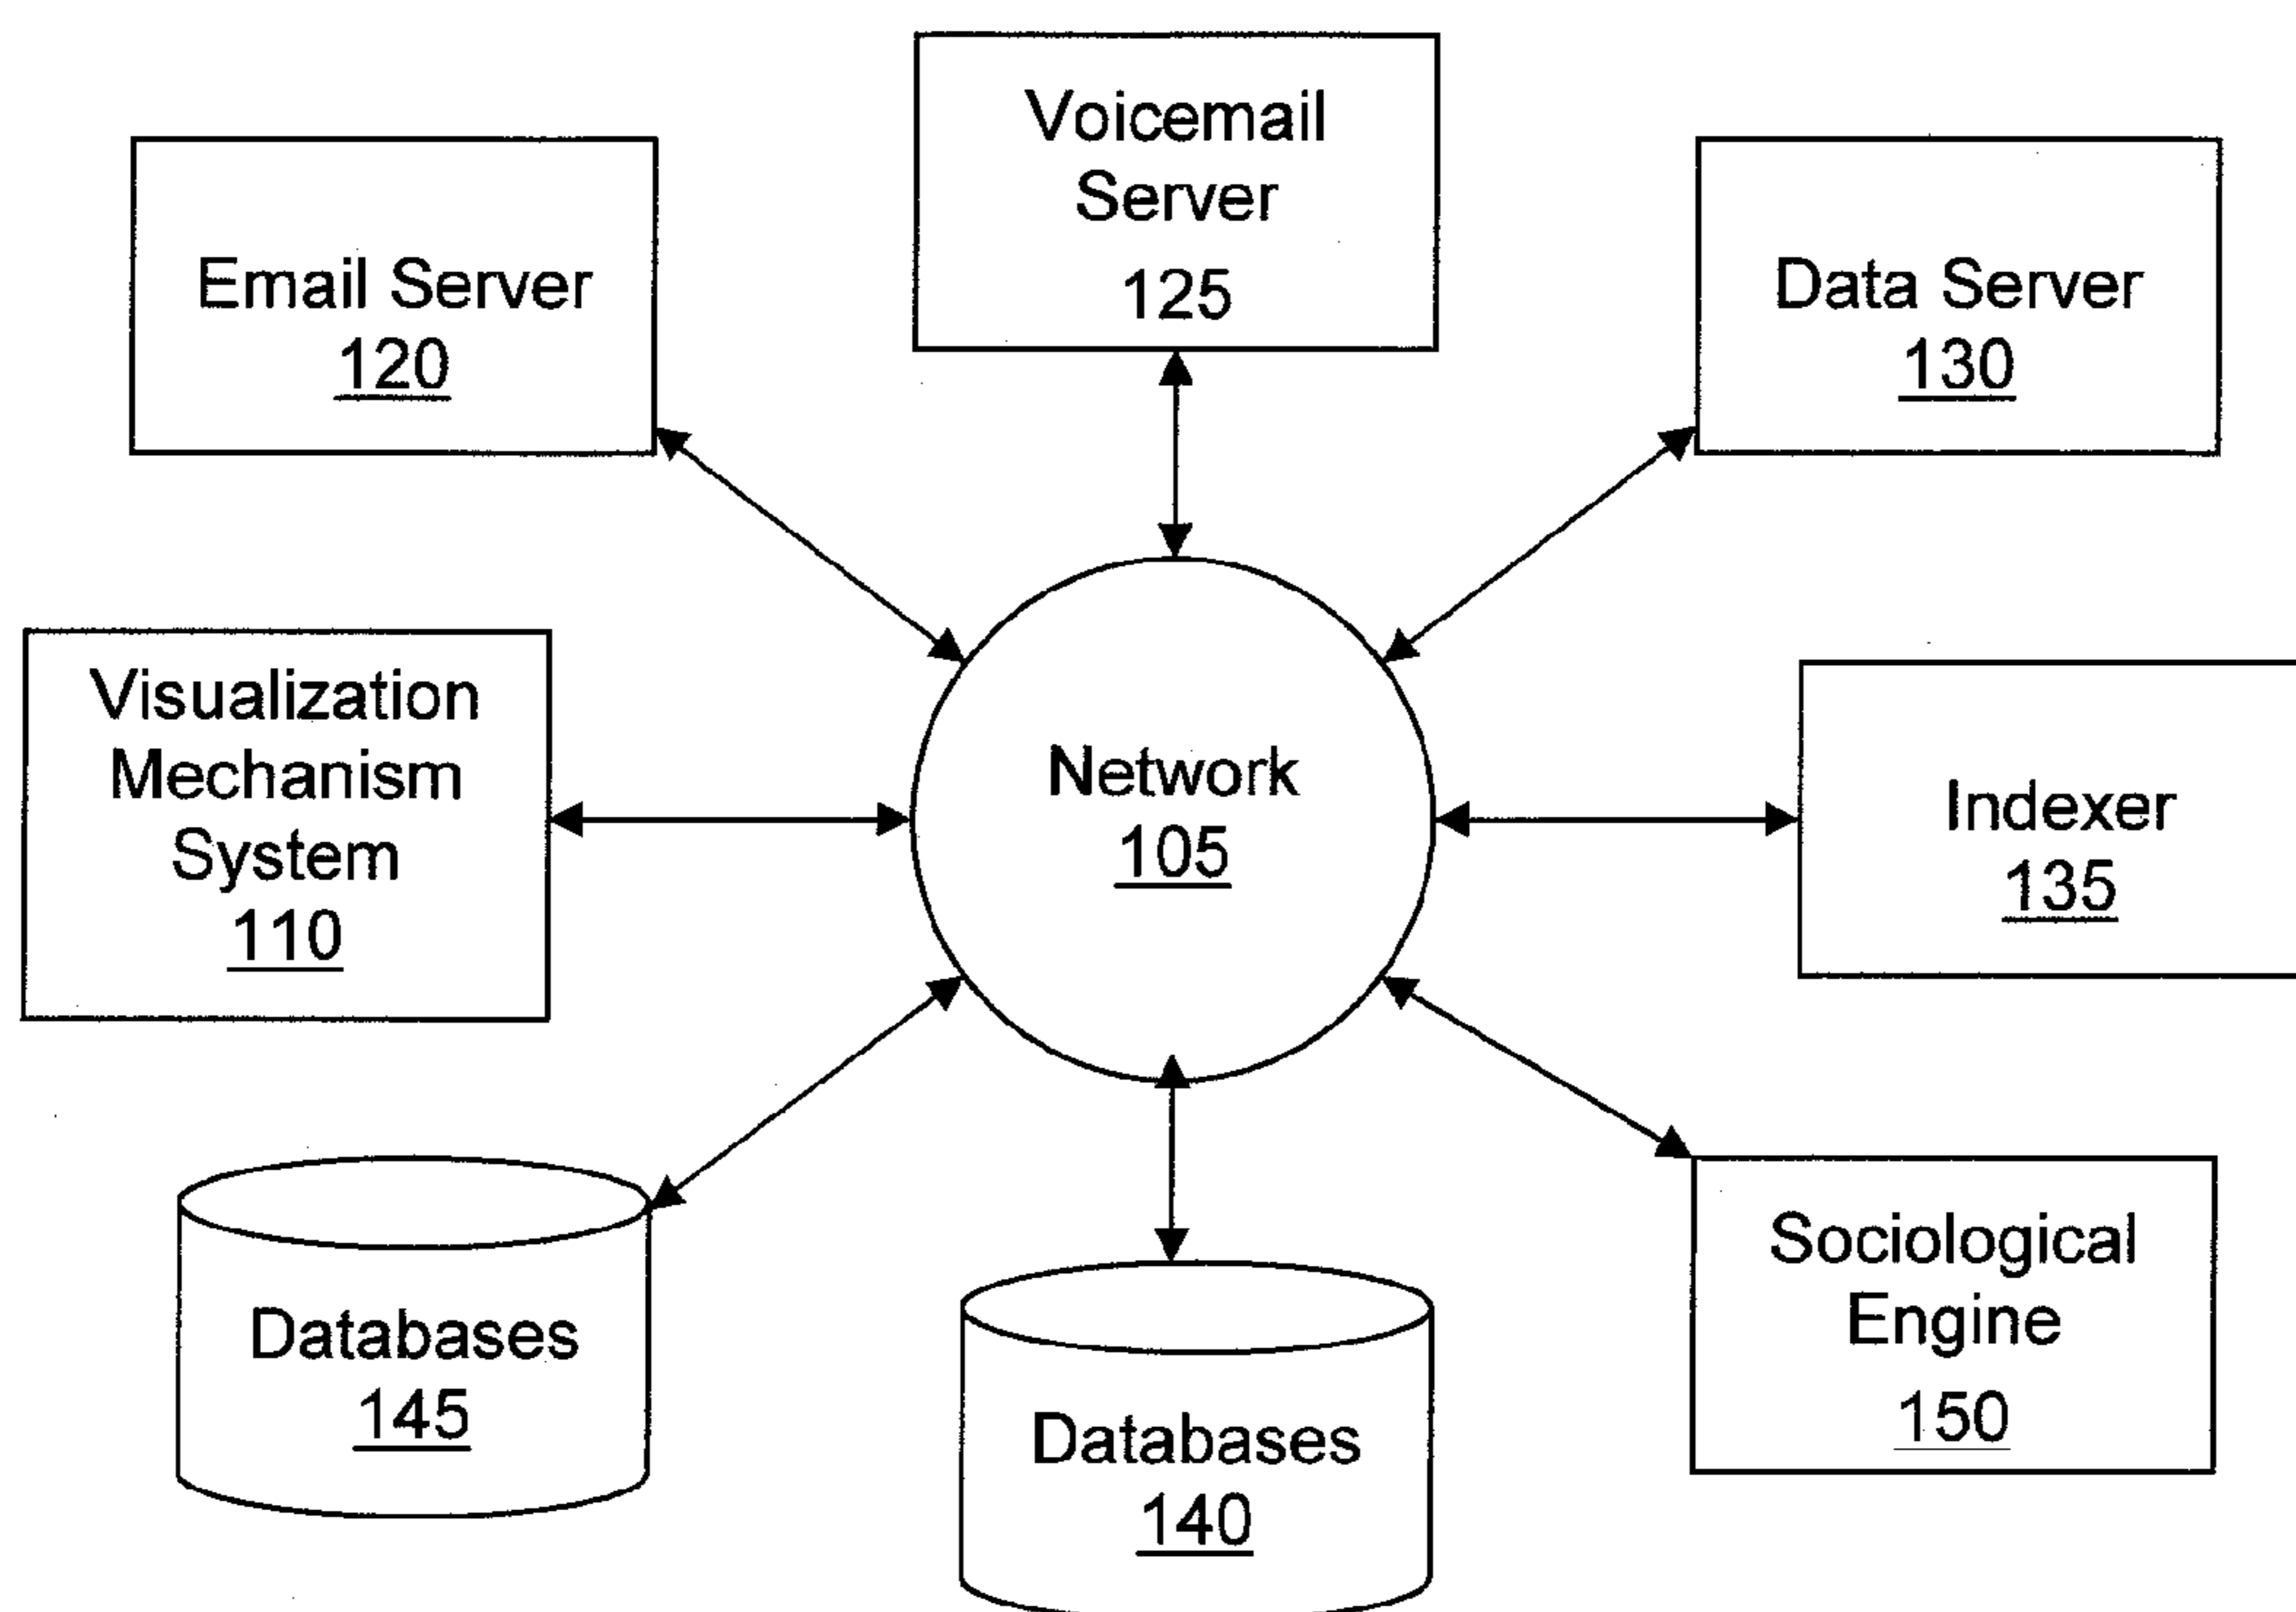 Voicemail
Server
125
Email Server
120
Data Server
130
Visualization
Mechanism
System
110
Network
105
Indexer
135
Databases
145
Databases
140
Sociological
Engine
150